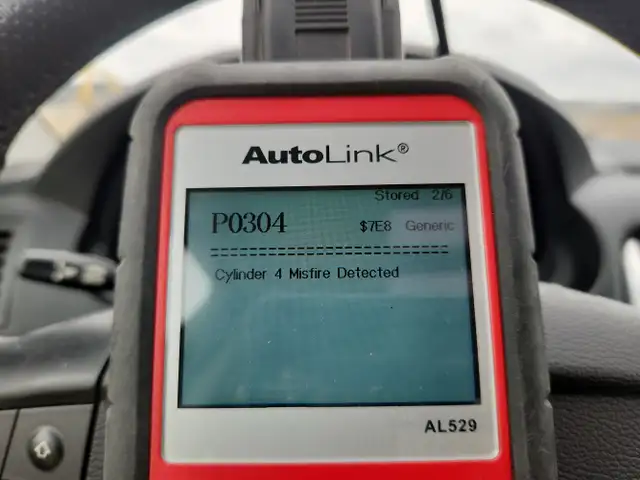 AutoLink®
Stored 2/6
P0304 $7E8 Generic
Cylinder 4 Misfire Detected
AL529